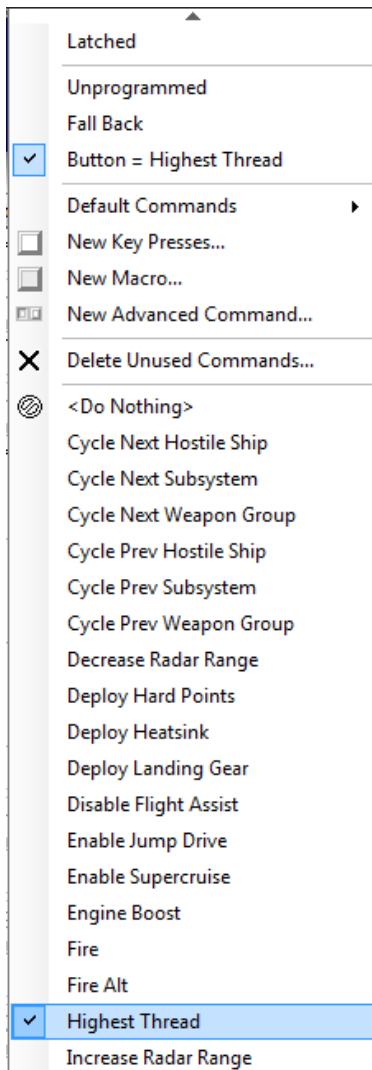 Latched
Unprogrammed
Fall Back
Button = Highest Thread
Default Commands
New Key Presses...
New Macro...
New Advanced Command...
Delete Unused Commands...
<Do Nothing>
Cycle Next Hostile Ship
Cycle Next Subsystem
Cycle Next Weapon Group
Cycle Prev Hostile Ship
Cycle Prev Subsystem
Cycle Prev Weapon Group
Decrease Radar Range
Deploy Hard Points
Deploy Heatsink
Deploy Landing Gear
Disable Flight Assist
Enable Jump Drive
Enable Supercruise
Engine Boost
Fire
Fire Alt
Highest Thread
Increase Radar Range